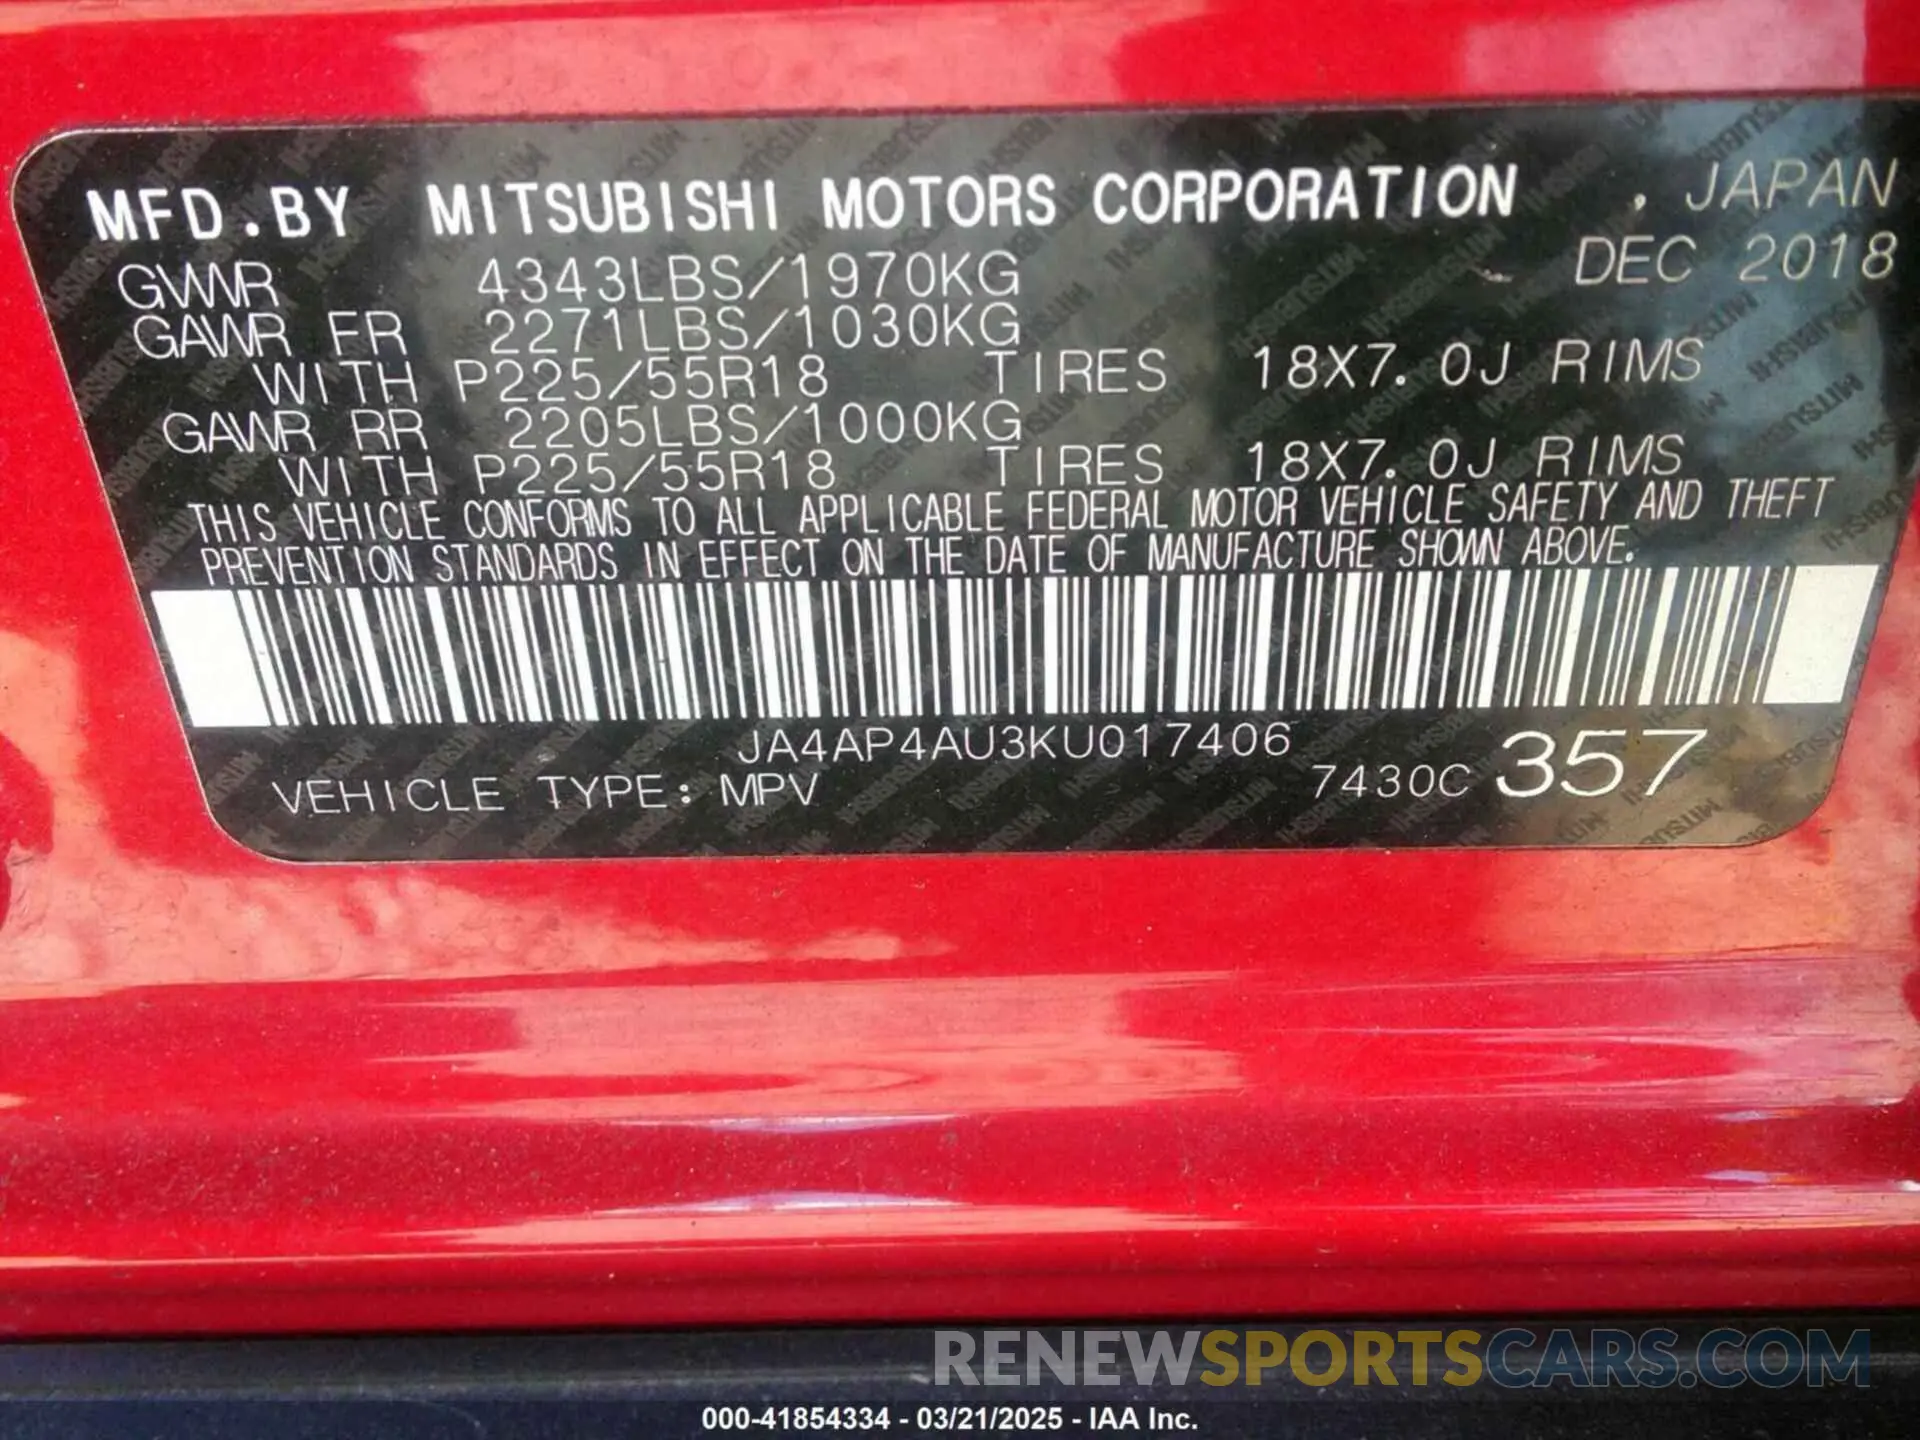 MFD.BY MITSUBISHI MOTORS CORPORATION , JAPAN
GVWR 4343LBS/1970KG DEC 2018
GAWR FR 2271LBS/1030KG
WITH P225/55R18 TIRES 18X7.0J RIMS
GAWR RR 2205LBS/1000KG
WITH P225/55R18 TIRES 18X7.0J RIMS
THIS VEHICLE CONFORMS TO ALL APPLICABLE FEDERAL MOTOR VEHICLE SAFETY AND THEFT
PREVENTION STANDARDS IN EFFECT ON THE DATE OF MANUFACTURE SHOWN ABOVE.
JA4AP4AU3KU017406
VEHICLE TYPE: MPV 7430C 357
RENEWSPORTSCARS.COM
000-41854334 - 03/21/2025 - IAA Inc.